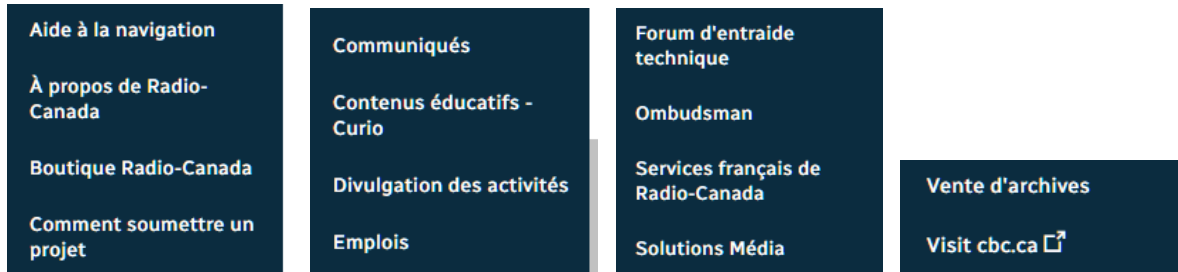 Aide à la navigation
À propos de Radio-
Canada
Boutique Radio-Canada
Comment soumettre un
projet
Communiqués
Contenus éducatifs -
Curio
Divulgation des activités
Emplois
Forum d'entraide
technique
Ombudsman
Services français de
Radio-Canada
Solutions Média
Vente d'archives
Visit cbc.ca